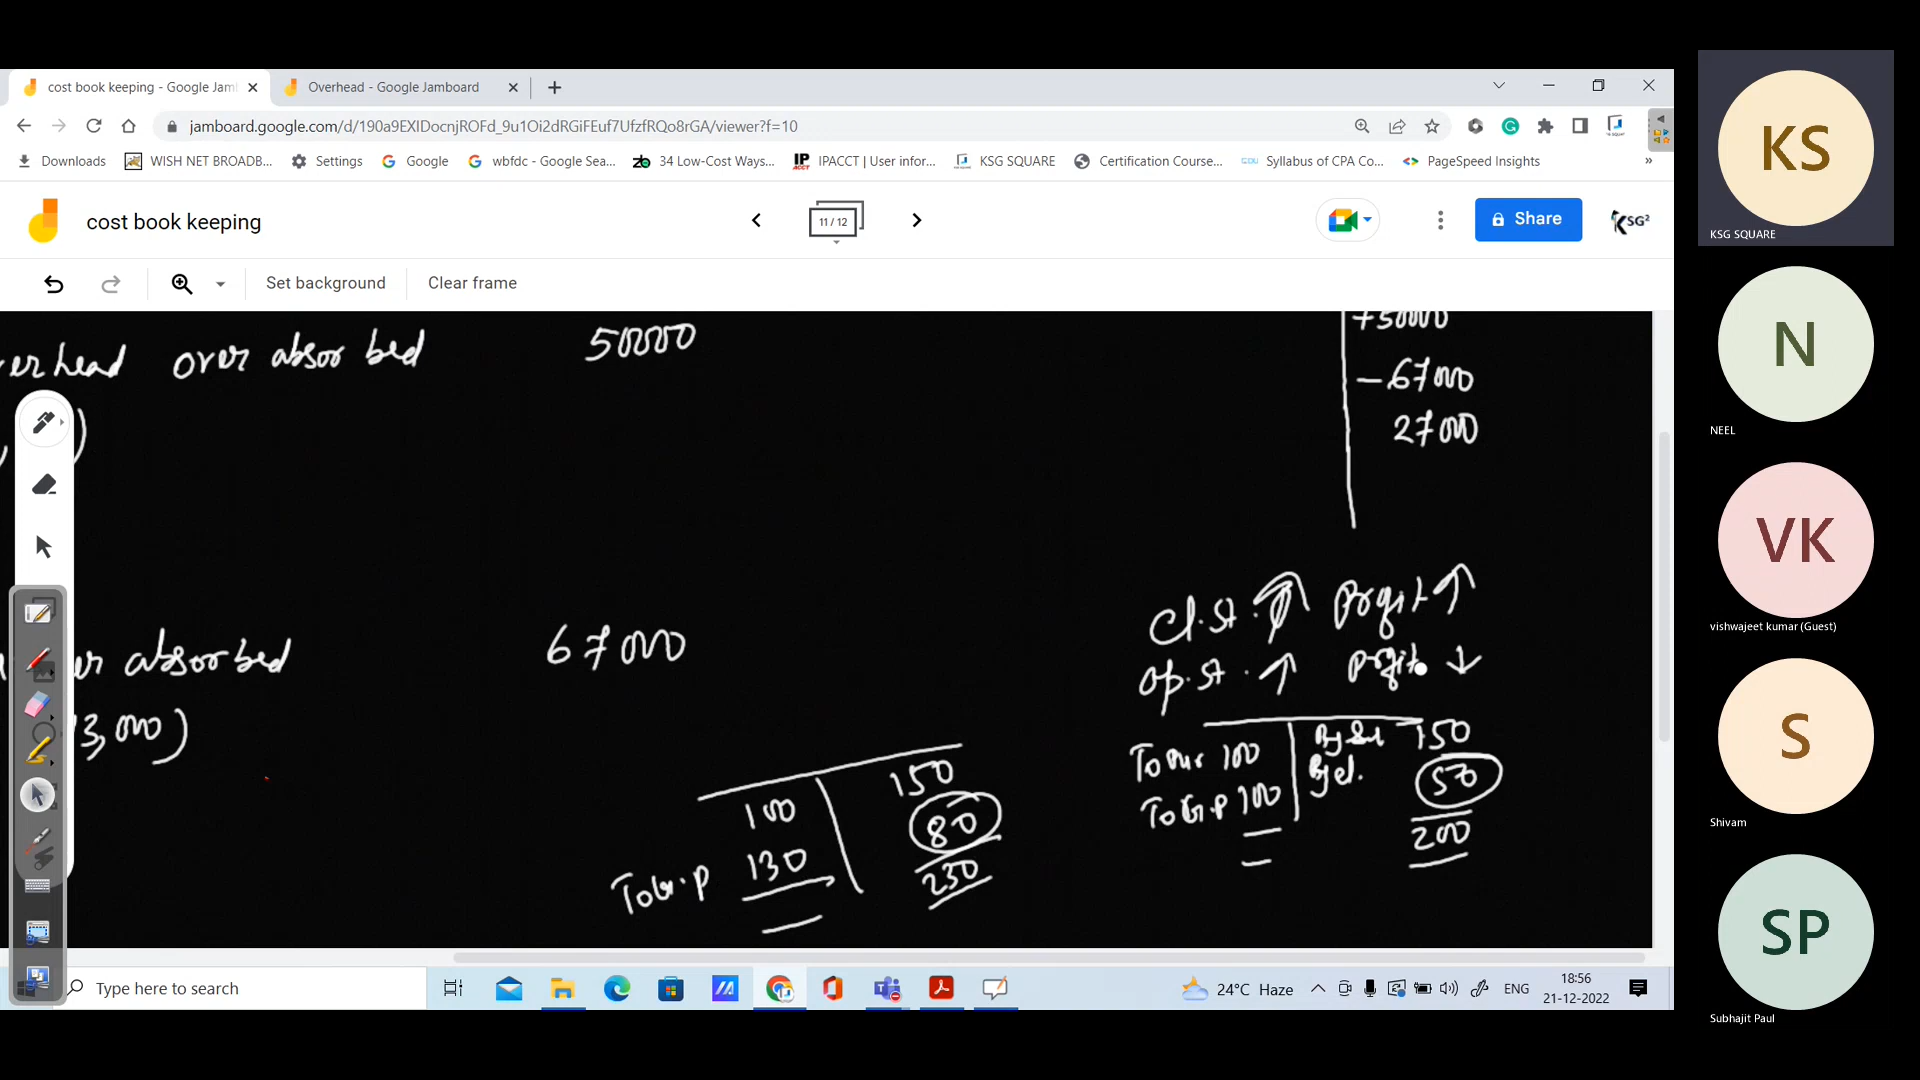 cost book keeping - Google Jam
Overhead - Google Jamboard
jamboard.google.com/d/190a9EXIDocnjROFd_9u1Oi2dRGiFEuf7UfzfRQo8rGA/viewer?f=10
Downloads
WISH NET BROADB...
Settings
Google
wbfdc - Google Sea...
34 Low-Cost Ways...
IPACCT | User infor...
KSG SQUARE
Certification Course...
Syllabus of CPA Co...
PageSpeed Insights
»
cost book keeping
11 / 12
Share
KSG²
Set background
Clear frame
erhead over absorbed 50000
+50000
- 67000
27000
)
er absorbed 67000
13,000)
Cl. St. ↑ Profit ↑
Op. St. ↑ Profit ↓
150
To 100
By cl. 50
To G.P 100
200
100 150
80
To G.P 130
230
Type here to search
24°C Haze
ENG
18:56
21-12-2022
KS
KSG SQUARE
N
NEEL
VK
vishwajeet kumar (Guest)
S
Shivam
SP
Subhajit Paul